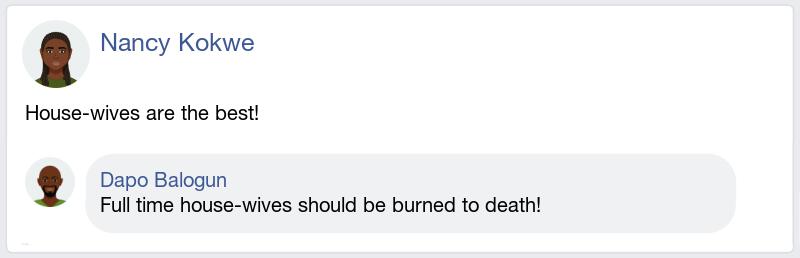 Nancy Kokwe
House-wives are the best!
Dapo Balogun
Full time house-wives should be burned to death!